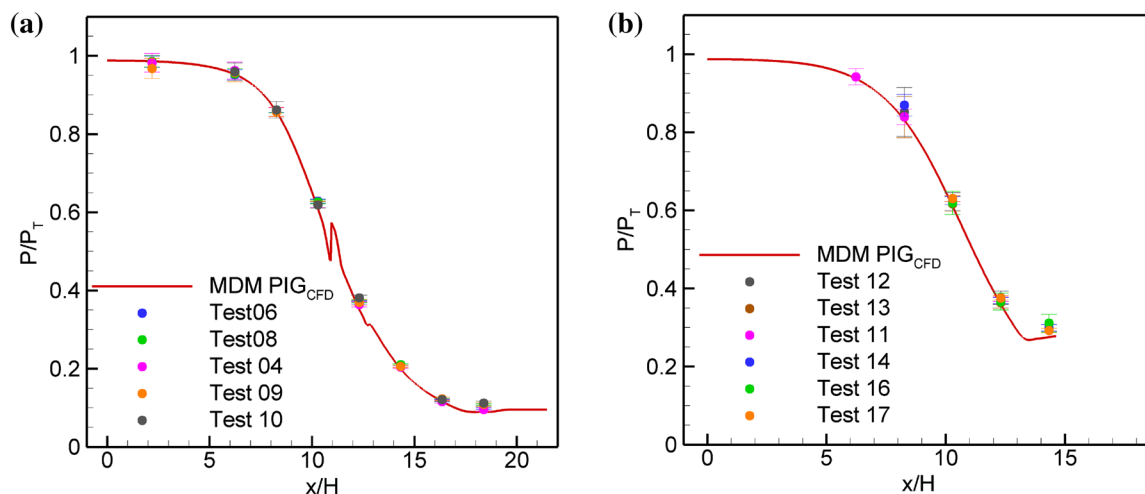 (a)
1
0.8
0.6
0.4
0.2
0
P/P_T
MDM PIG_CFD
Test06
Test08
Test 04
Test 09
Test 10
0 5 10 15 20
x/H
(b)
1
0.8
0.6
0.4
0.2
0
P/P_T
MDM PIG_CFD
Test 12
Test 13
Test 11
Test 14
Test 16
Test 17
0 5 10 15
x/H